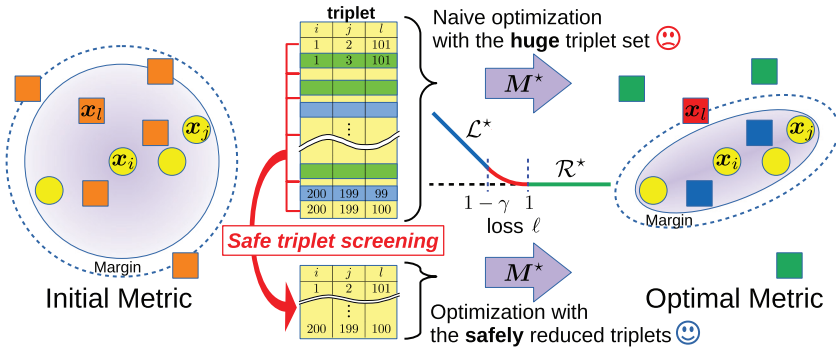 triplet
i j l
1 2 101
1 3 101
⋮
200 199 99
200 199 100
Naive optimization
with the huge triplet set
M⋆
x_l
x_j
x_i
Margin
Initial Metric
ℒ⋆
ℛ⋆
1 − γ 1
loss ℓ
x_l
x_j
x_i
Margin
Optimal Metric
Safe triplet screening
i j l
1 2 101
⋮
200 199 100
M⋆
Optimization with
the safely reduced triplets